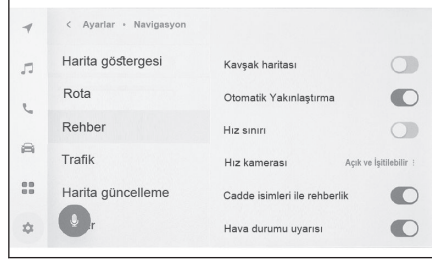 < Ayarlar • Navigasyon
Harita göstergesi
Rota
Rehber
Trafik
Harita güncelleme
r
Kavşak haritası
Otomatik Yakınlaştırma
Hız sınırı
Hız kamerası Açık ve İşitilebilir
Cadde isimleri ile rehberlik
Hava durumu uyarısı